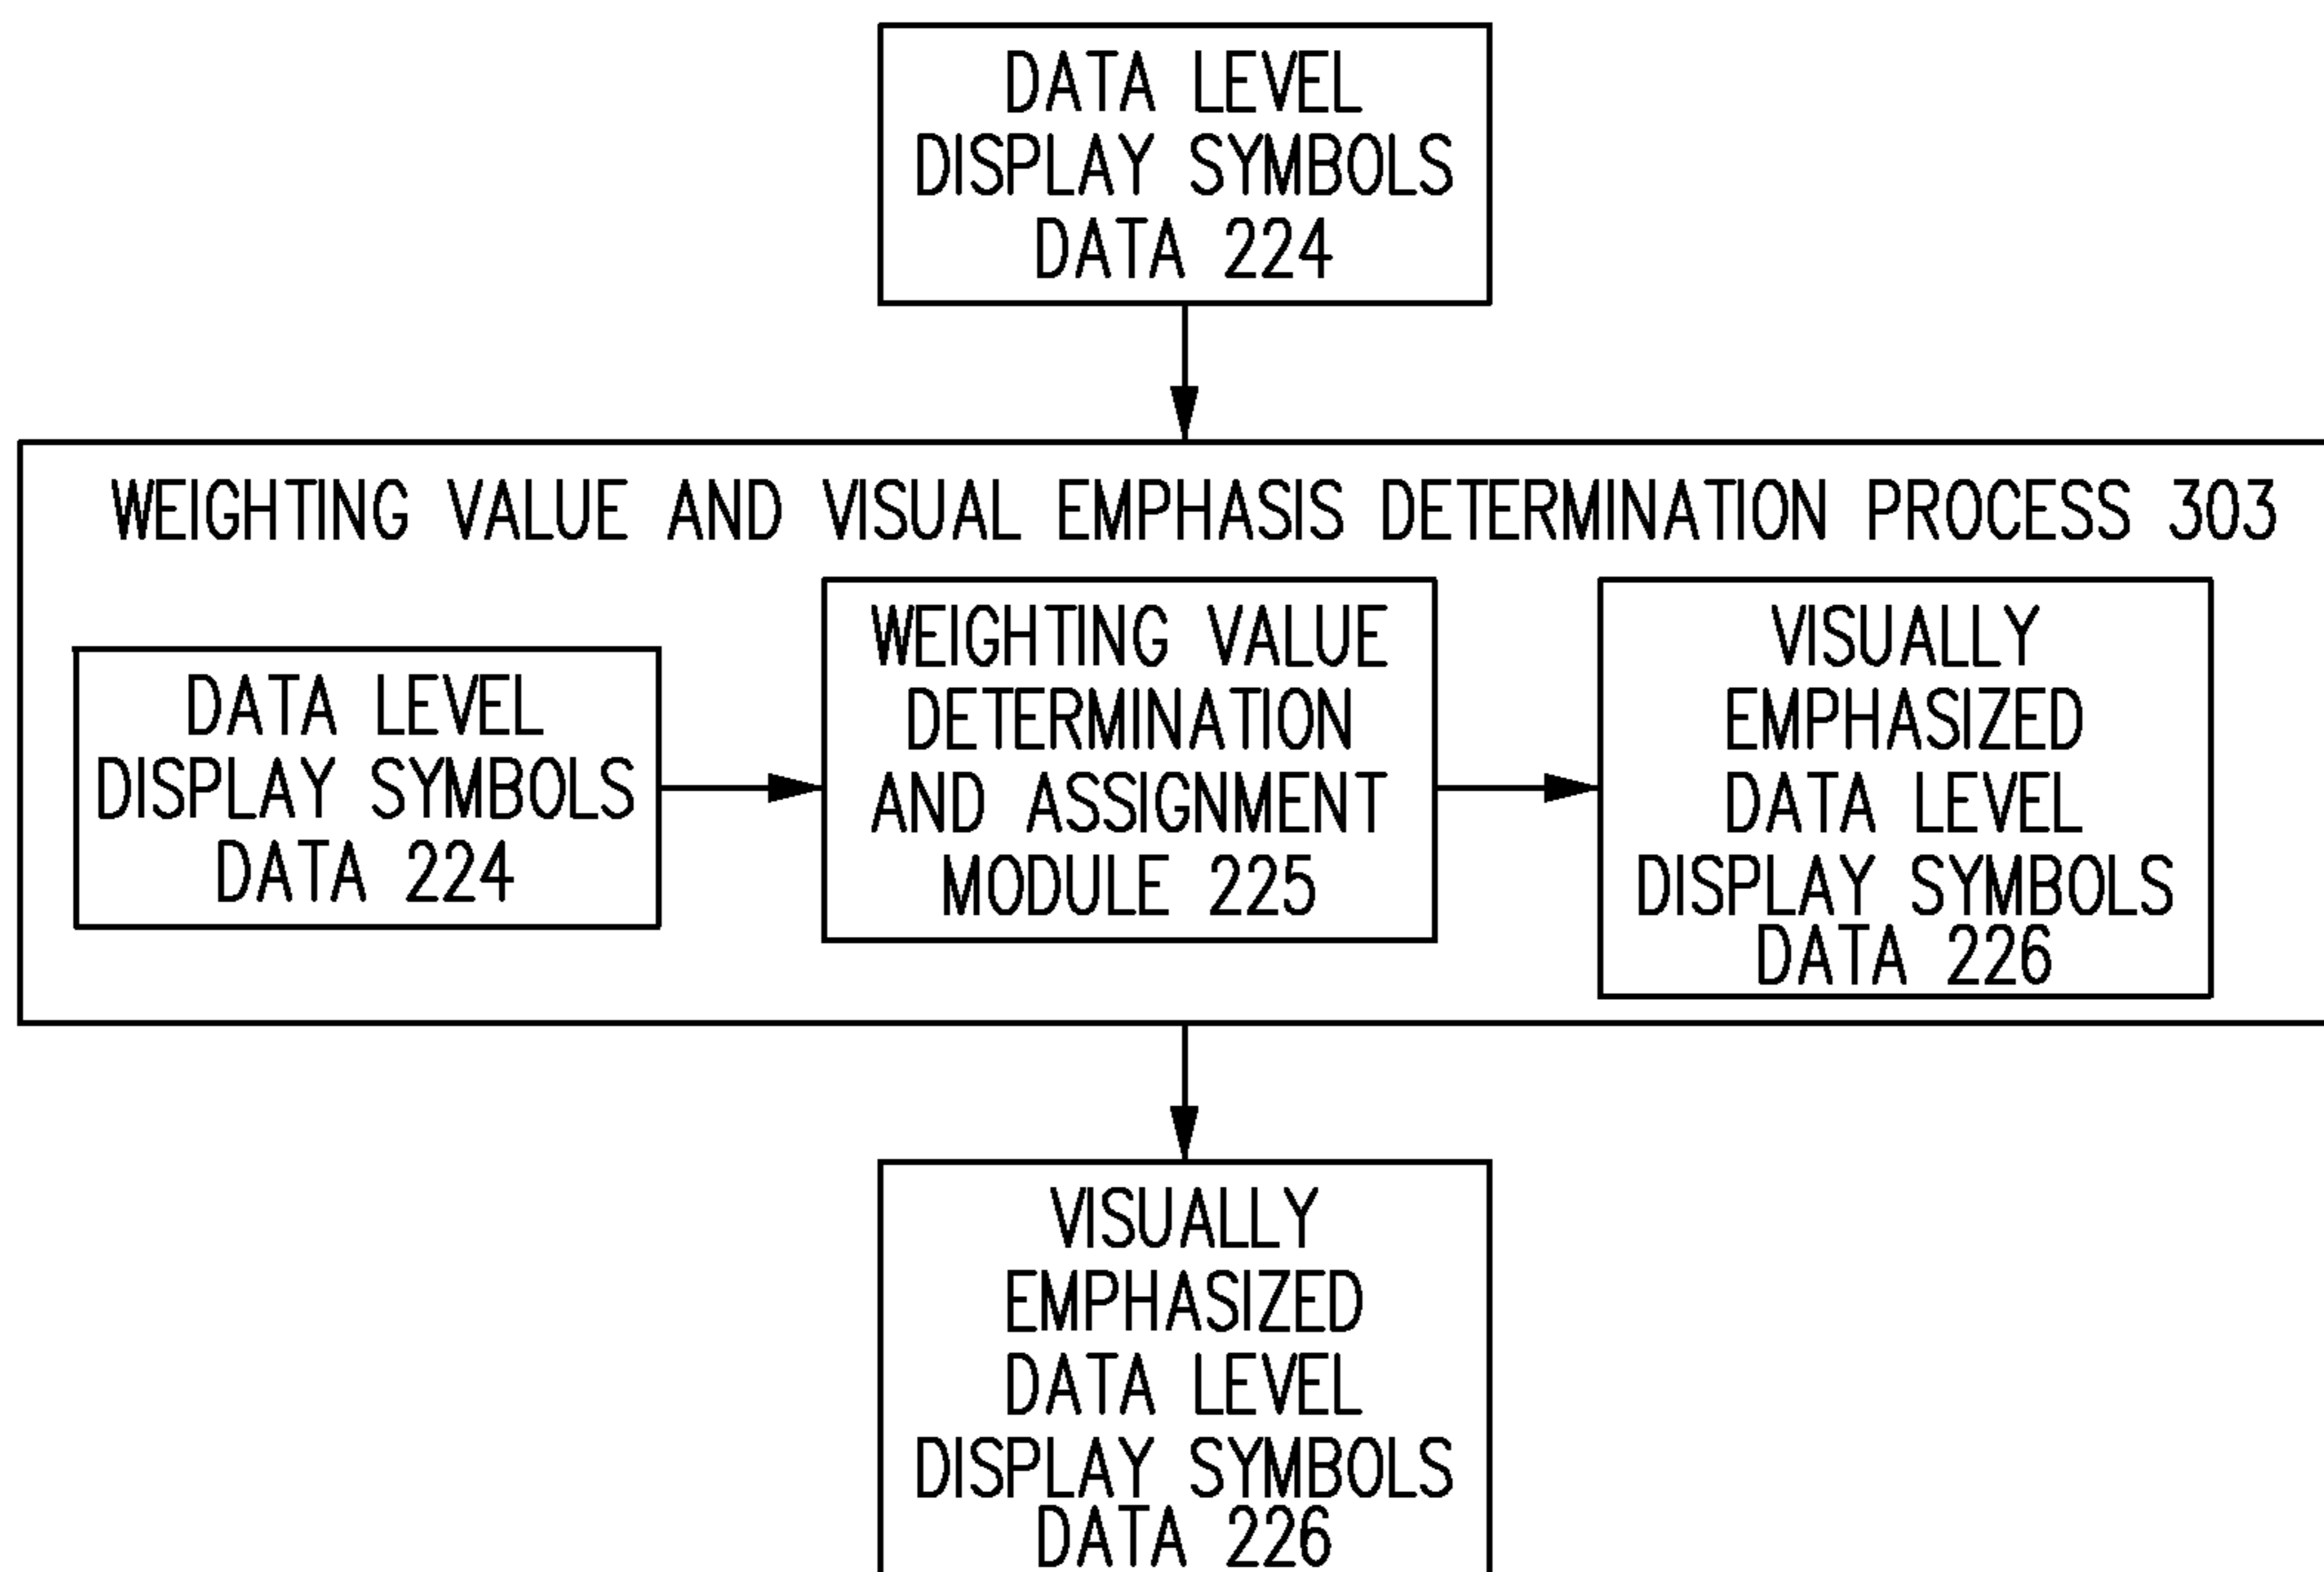 DATA LEVEL
DISPLAY SYMBOLS
DATA 224
WEIGHTING VALUE AND VISUAL EMPHASIS DETERMINATION PROCESS 303
DATA LEVEL
DISPLAY SYMBOLS
DATA 224
WEIGHTING VALUE
DETERMINATION
AND ASSIGNMENT
MODULE 225
VISUALLY
EMPHASIZED
DATA LEVEL
DISPLAY SYMBOLS
DATA 226
VISUALLY
EMPHASIZED
DATA LEVEL
DISPLAY SYMBOLS
DATA 226